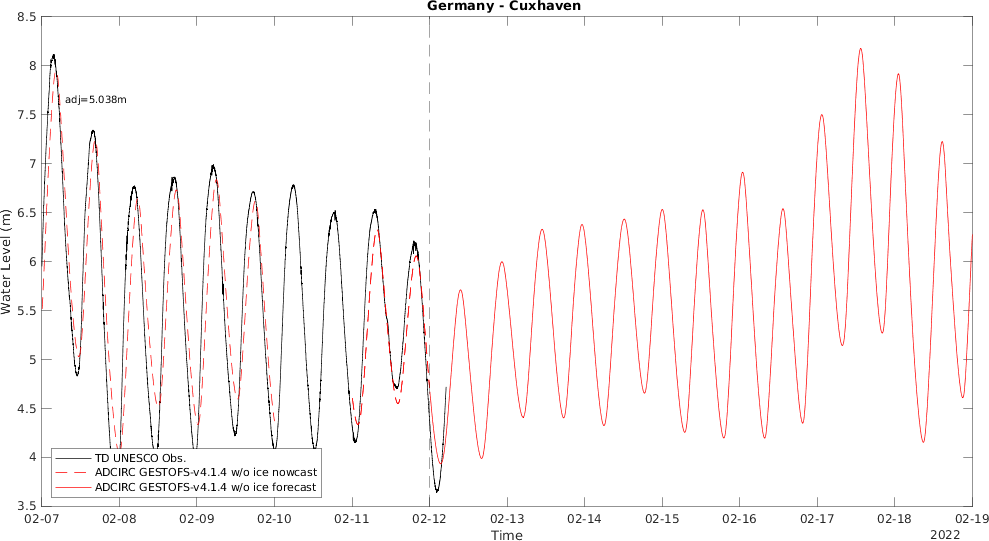 Germany - Cuxhaven
8.5
8
7.5
7
6.5
6
5.5
5
4.5
4
3.5
Water Level (m)
adj=5.038m
TD UNESCO Obs.
ADCIRC GESTOFS-v4.1.4 w/o ice nowcast
ADCIRC GESTOFS-v4.1.4 w/o ice forecast
02-07 02-08 02-09 02-10 02-11 02-12 02-13 02-14 02-15 02-16 02-17 02-18 02-19
Time
2022